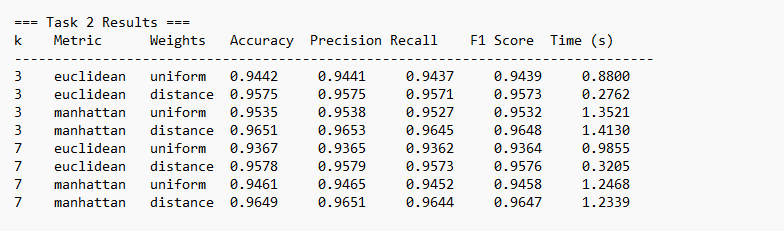 === Task 2 Results ===
k    Metric      Weights   Accuracy  Precision Recall    F1 Score  Time (s)
--------------------------------------------------------------------------------
3    euclidean   uniform   0.9442     0.9441     0.9437     0.9439     0.8800
3    euclidean   distance  0.9575     0.9575     0.9571     0.9573     0.2762
3    manhattan   uniform   0.9535     0.9538     0.9527     0.9532     1.3521
3    manhattan   distance  0.9651     0.9653     0.9645     0.9648     1.4130
7    euclidean   uniform   0.9367     0.9365     0.9362     0.9364     0.9855
7    euclidean   distance  0.9578     0.9579     0.9573     0.9576     0.3205
7    manhattan   uniform   0.9461     0.9465     0.9452     0.9458     1.2468
7    manhattan   distance  0.9649     0.9651     0.9644     0.9647     1.2339